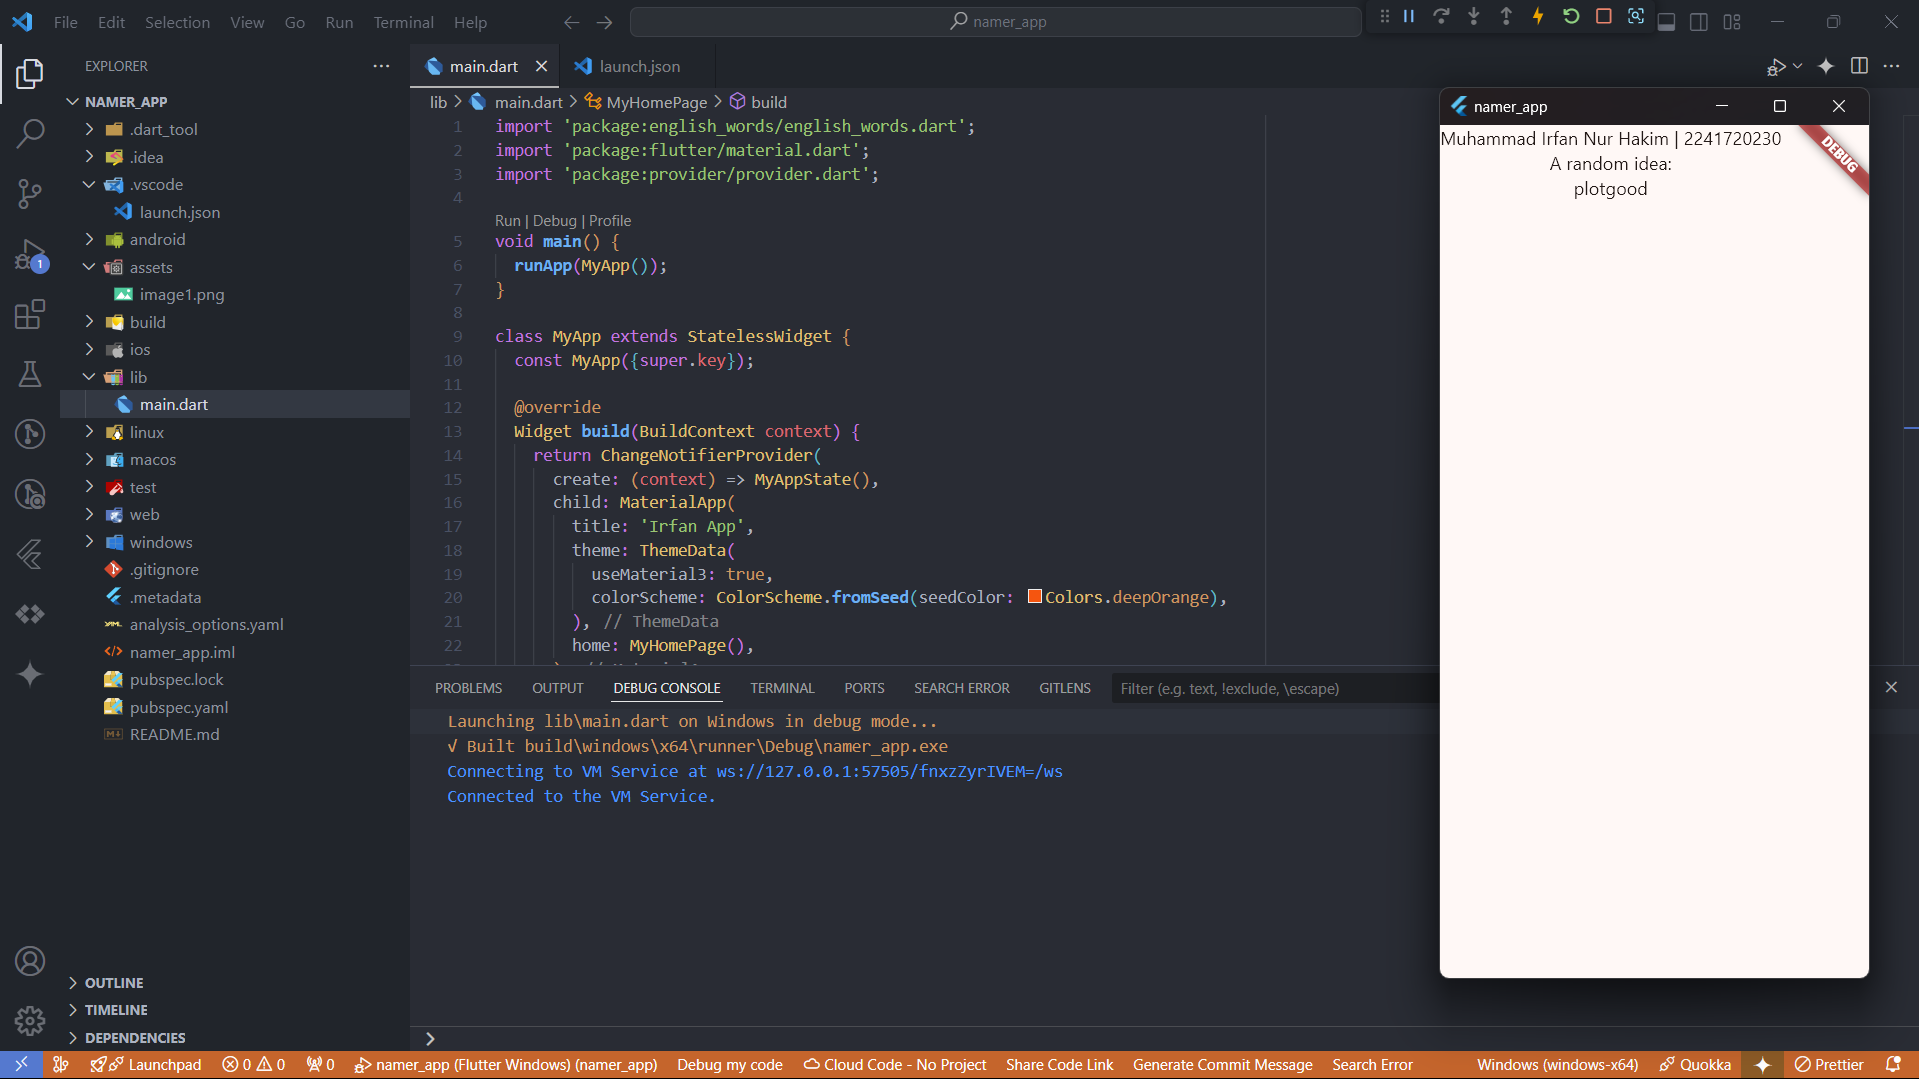 File Edit Selection View Go Run Terminal Help
namer_app
EXPLORER
NAMER_APP
.dart_tool
.idea
.vscode
launch.json
android
assets
image1.png
build
ios
lib
main.dart
linux
macos
test
web
windows
.gitignore
.metadata
analysis_options.yaml
namer_app.iml
pubspec.lock
pubspec.yaml
README.md
OUTLINE
TIMELINE
DEPENDENCIES
1
main.dart launch.json
lib > main.dart > MyHomePage > build
1 import 'package:english_words/english_words.dart';
2 import 'package:flutter/material.dart';
3 import 'package:provider/provider.dart';
4
Run | Debug | Profile
5 void main() {
6 runApp(MyApp());
7 }
8
9 class MyApp extends StatelessWidget {
10 const MyApp({super.key});
11
12 @override
13 Widget build(BuildContext context) {
14 return ChangeNotifierProvider(
15 create: (context) => MyAppState(),
16 child: MaterialApp(
17 title: 'Irfan App',
18 theme: ThemeData(
19 useMaterial3: true,
20 colorScheme: ColorScheme.fromSeed(seedColor: Colors.deepOrange),
21 ), // ThemeData
22 home: MyHomePage(),
PROBLEMS OUTPUT DEBUG CONSOLE TERMINAL PORTS SEARCH ERROR GITLENS Filter (e.g. text, !exclude, \escape)
Launching lib\main.dart on Windows in debug mode...
√ Built build\windows\x64\runner\Debug\namer_app.exe
Connecting to VM Service at ws://127.0.0.1:57505/fnxzZyrIVEM=/ws
Connected to the VM Service.
namer_app
Muhammad Irfan Nur Hakim | 2241720230
A random idea:
plotgood
DEBUG
Launchpad 0 0 0 namer_app (Flutter Windows) (namer_app) Debug my code Cloud Code - No Project Share Code Link Generate Commit Message Search Error Windows (windows-x64) Quokka Prettier